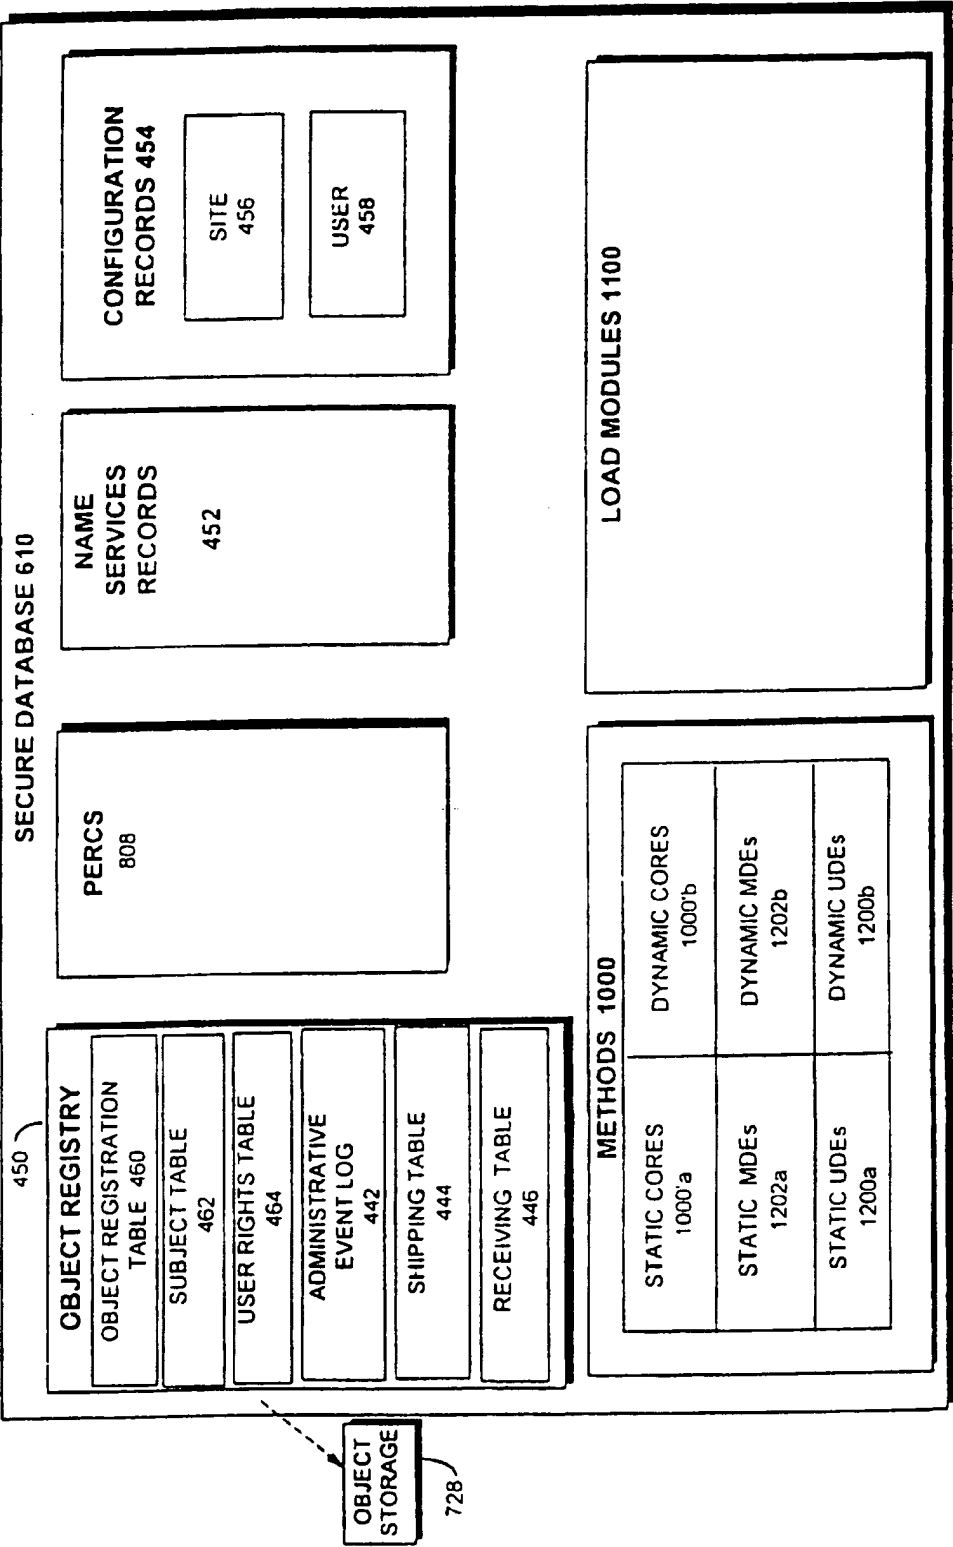 SECURE DATABASE 610
450
OBJECT REGISTRY
OBJECT REGISTRATION
TABLE 460
SUBJECT TABLE
462
USER RIGHTS TABLE
464
ADMINISTRATIVE
EVENT LOG
442
SHIPPING TABLE
444
RECEIVING TABLE
446
PERCS
808
NAME
SERVICES
RECORDS
452
CONFIGURATION
RECORDS 454
SITE
456
USER
458
OBJECT
STORAGE
728
METHODS 1000
STATIC CORES
1000'a
DYNAMIC CORES
1000'b
STATIC MDEs
1202a
DYNAMIC MDEs
1202b
STATIC UDEs
1200a
DYNAMIC UDEs
1200b
LOAD MODULES 1100